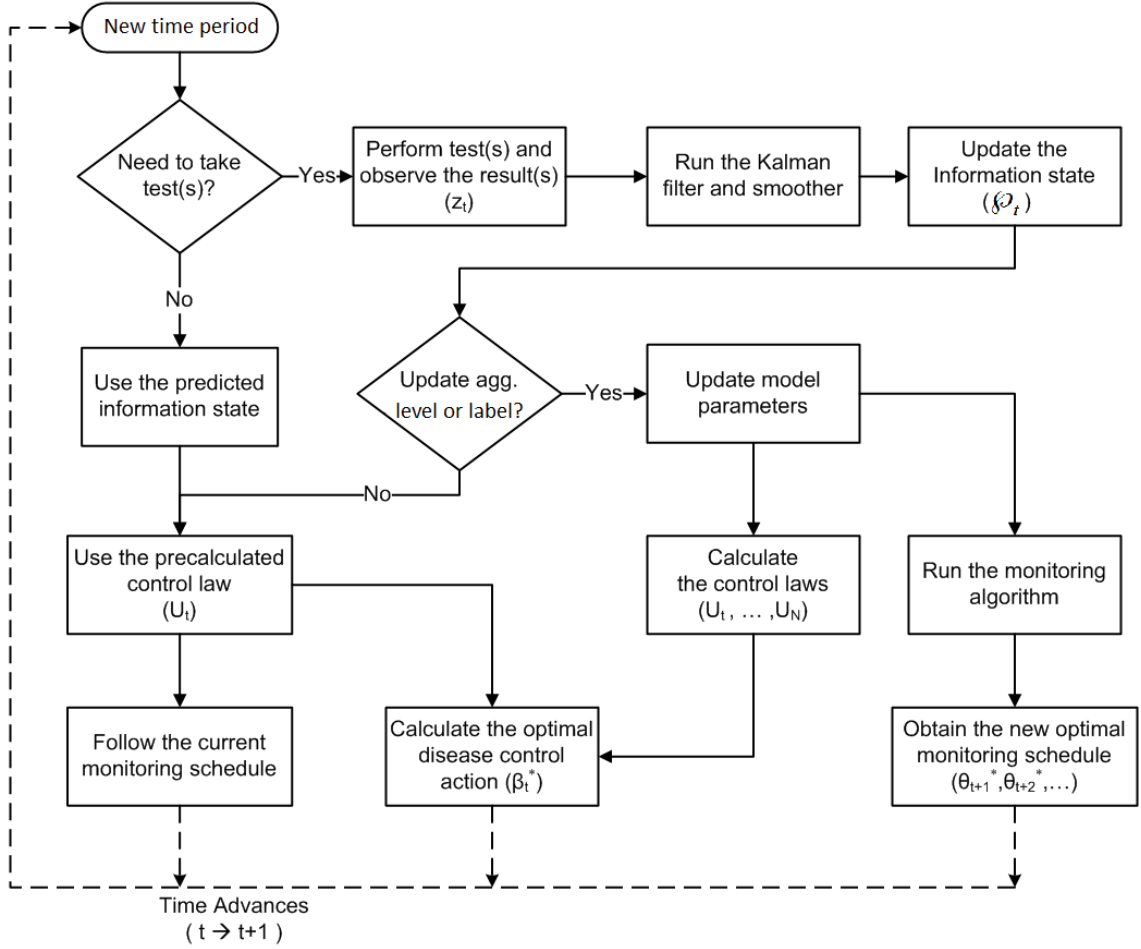 New time period
Need to take
test(s)?
Yes
Perform test(s) and
observe the result(s)
(zₜ)
Run the Kalman
filter and smoother
Update the
Information state
(℘ₜ)
No
Use the predicted
information state
Update agg.
level or label?
Yes
Update model
parameters
No
Use the precalculated
control law
(Uₜ)
Calculate
the control laws
(Uₜ , … ,U_N)
Run the monitoring
algorithm
Follow the current
monitoring schedule
Calculate the optimal
disease control
action (βₜ*)
Obtain the new optimal
monitoring schedule
(θₜ₊₁*,θₜ₊₂*,…)
Time Advances
( t → t+1 )